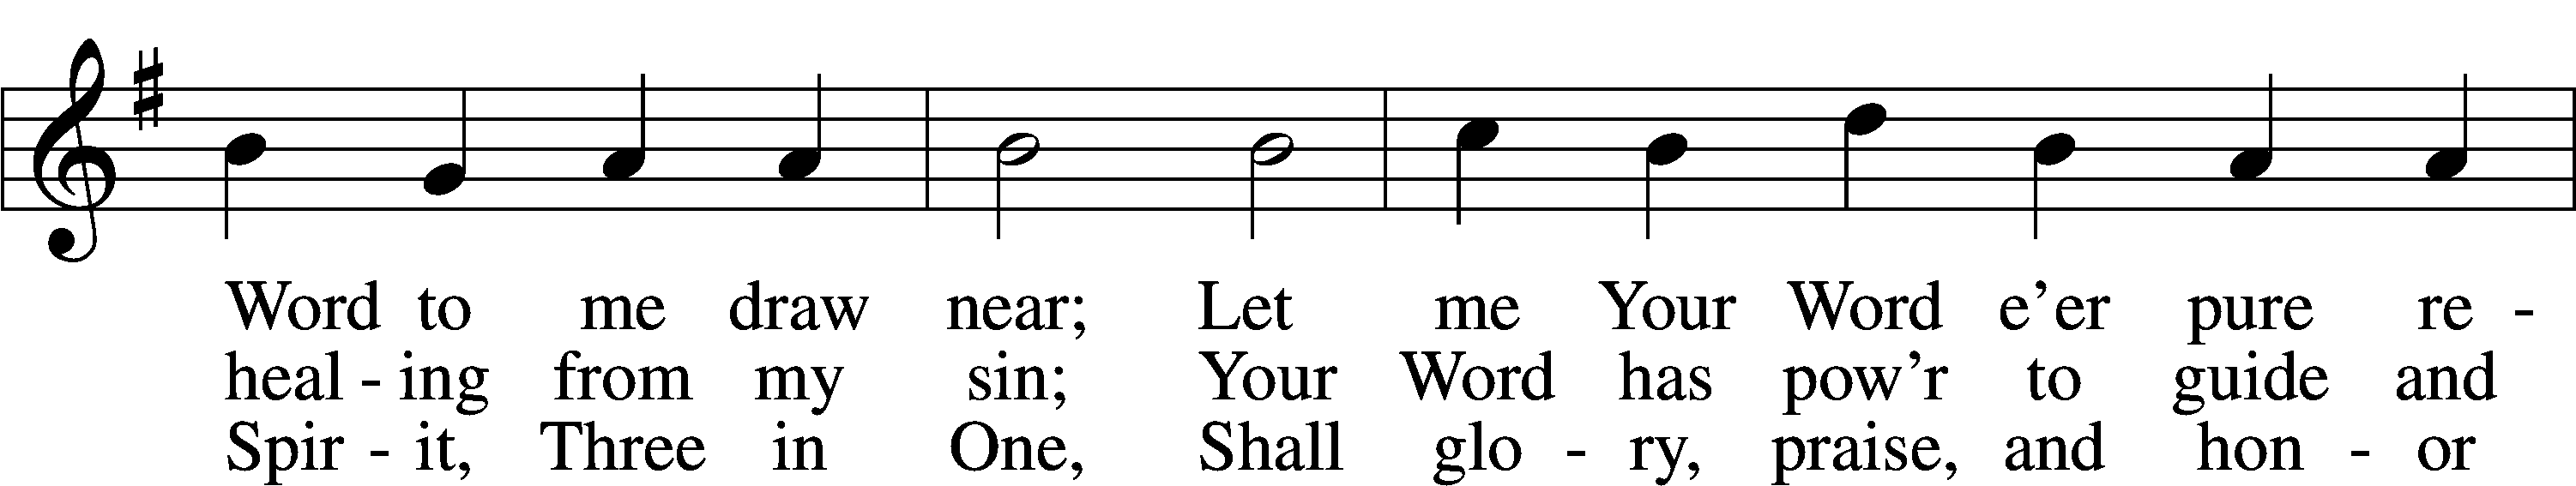 Word to me draw near; Let me Your Word e’er pure re -
heal - ing from my sin; Your Word has pow’r to guide and
Spir - it, Three in One, Shall glo - ry, praise, and hon - or